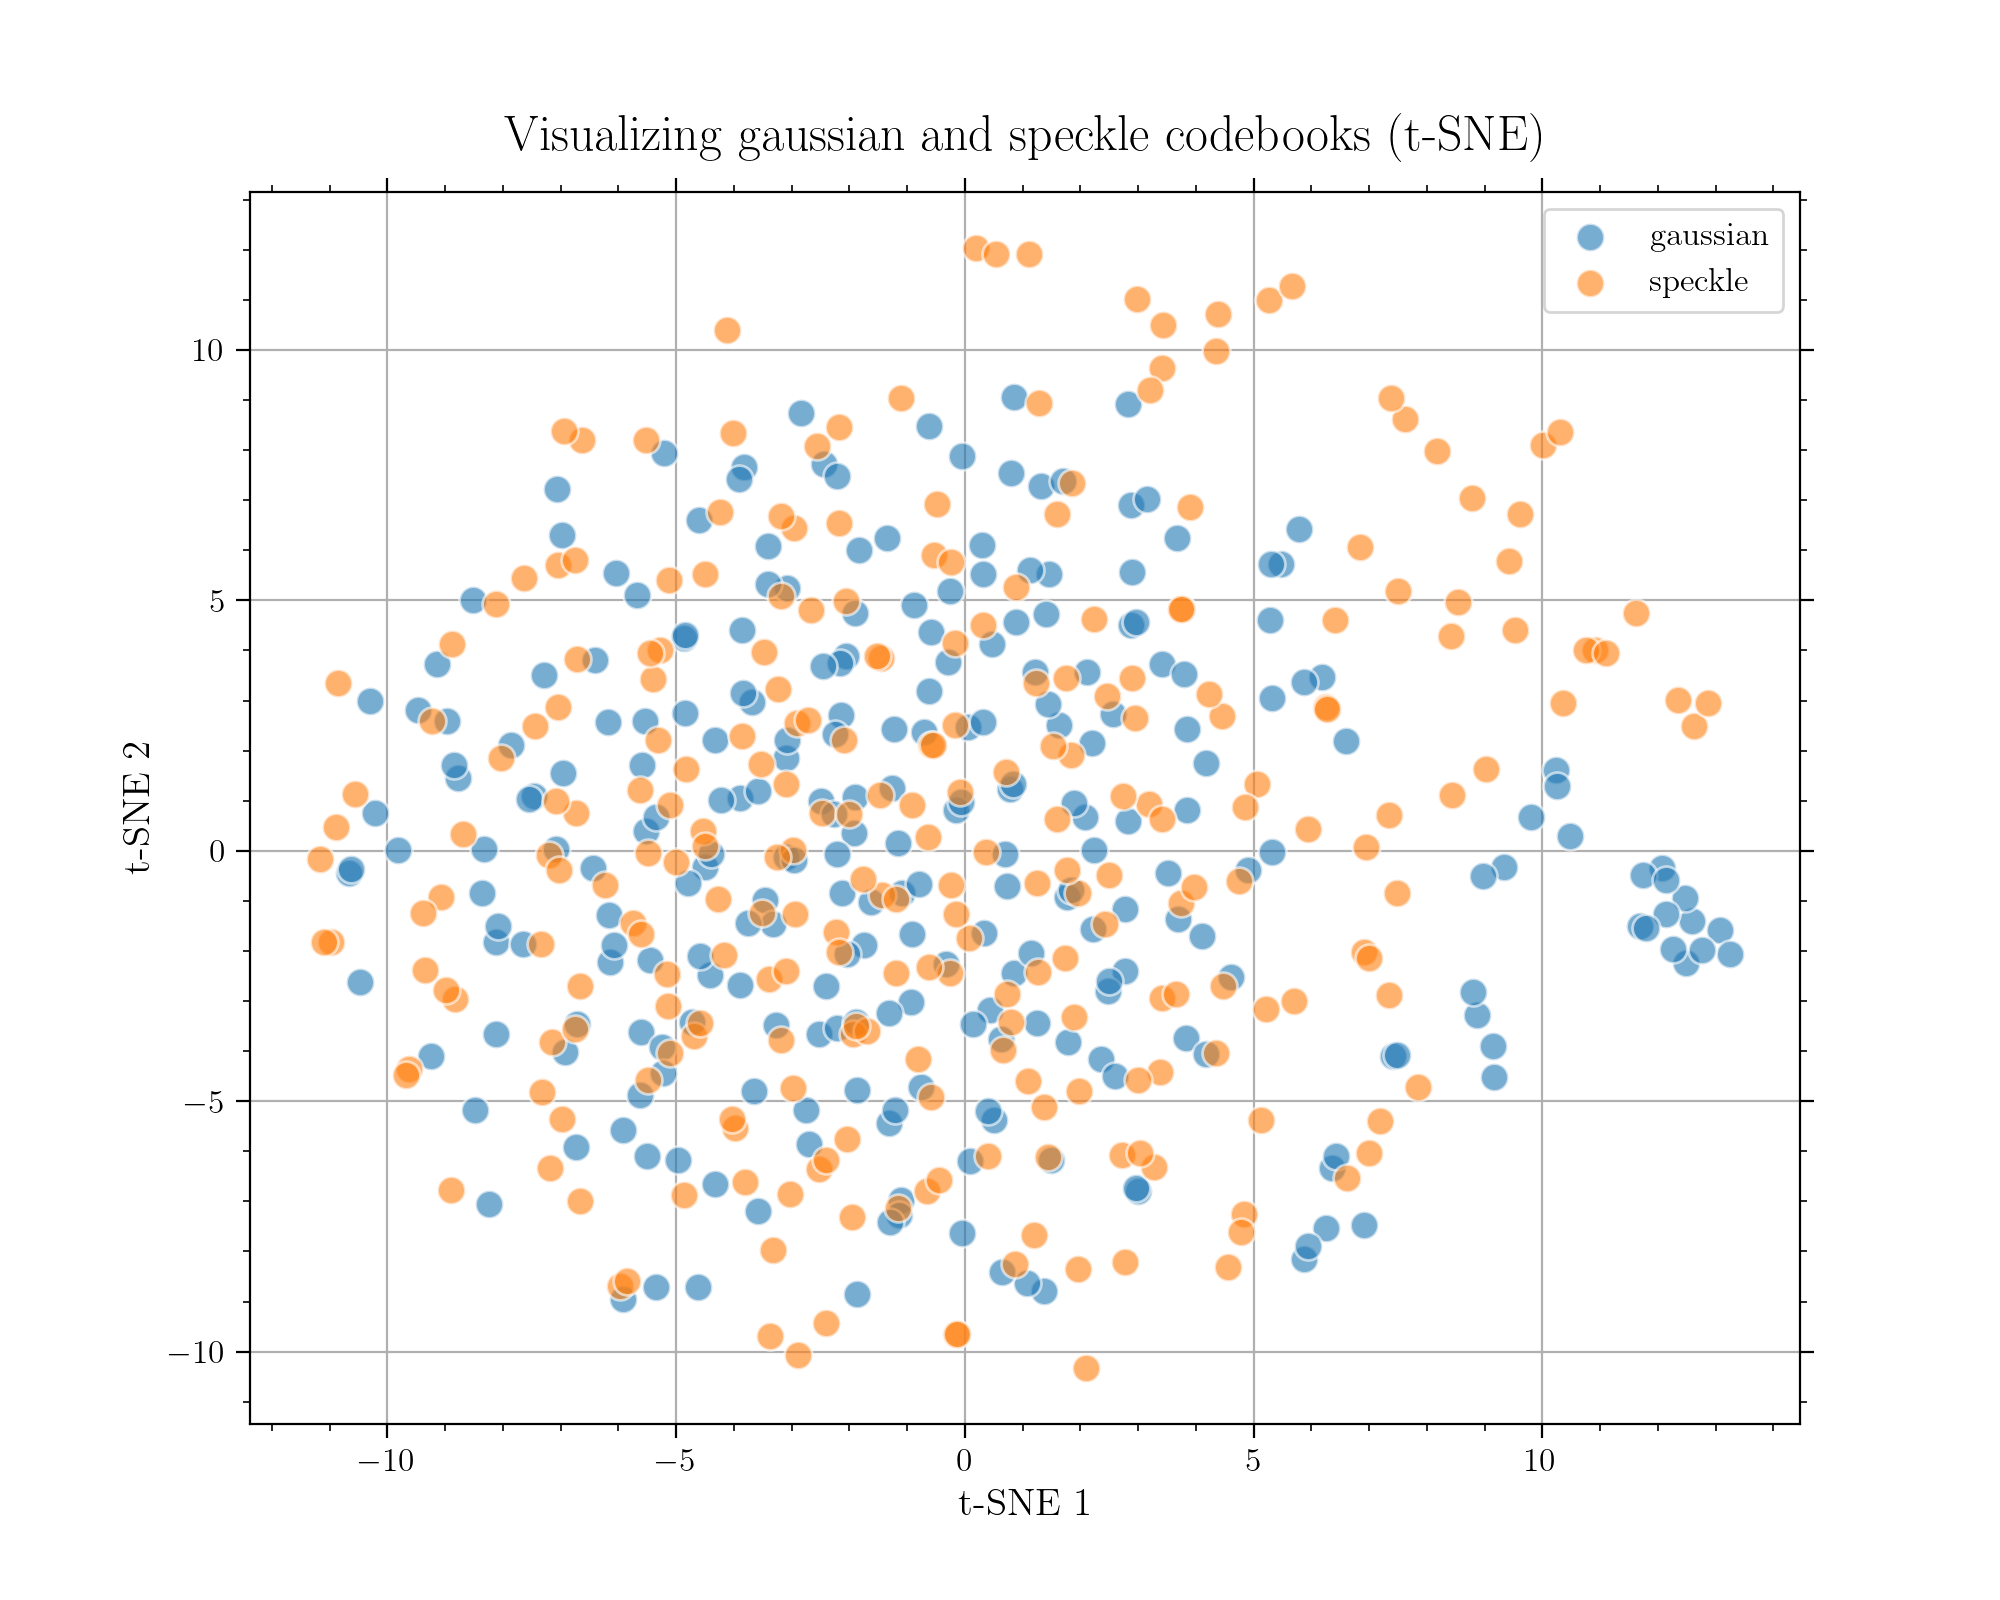 Visualizing gaussian and speckle codebooks (t-SNE)
gaussian
speckle
10
5
0
−5
−10
t-SNE 2
−10 −5 0 5 10
t-SNE 1